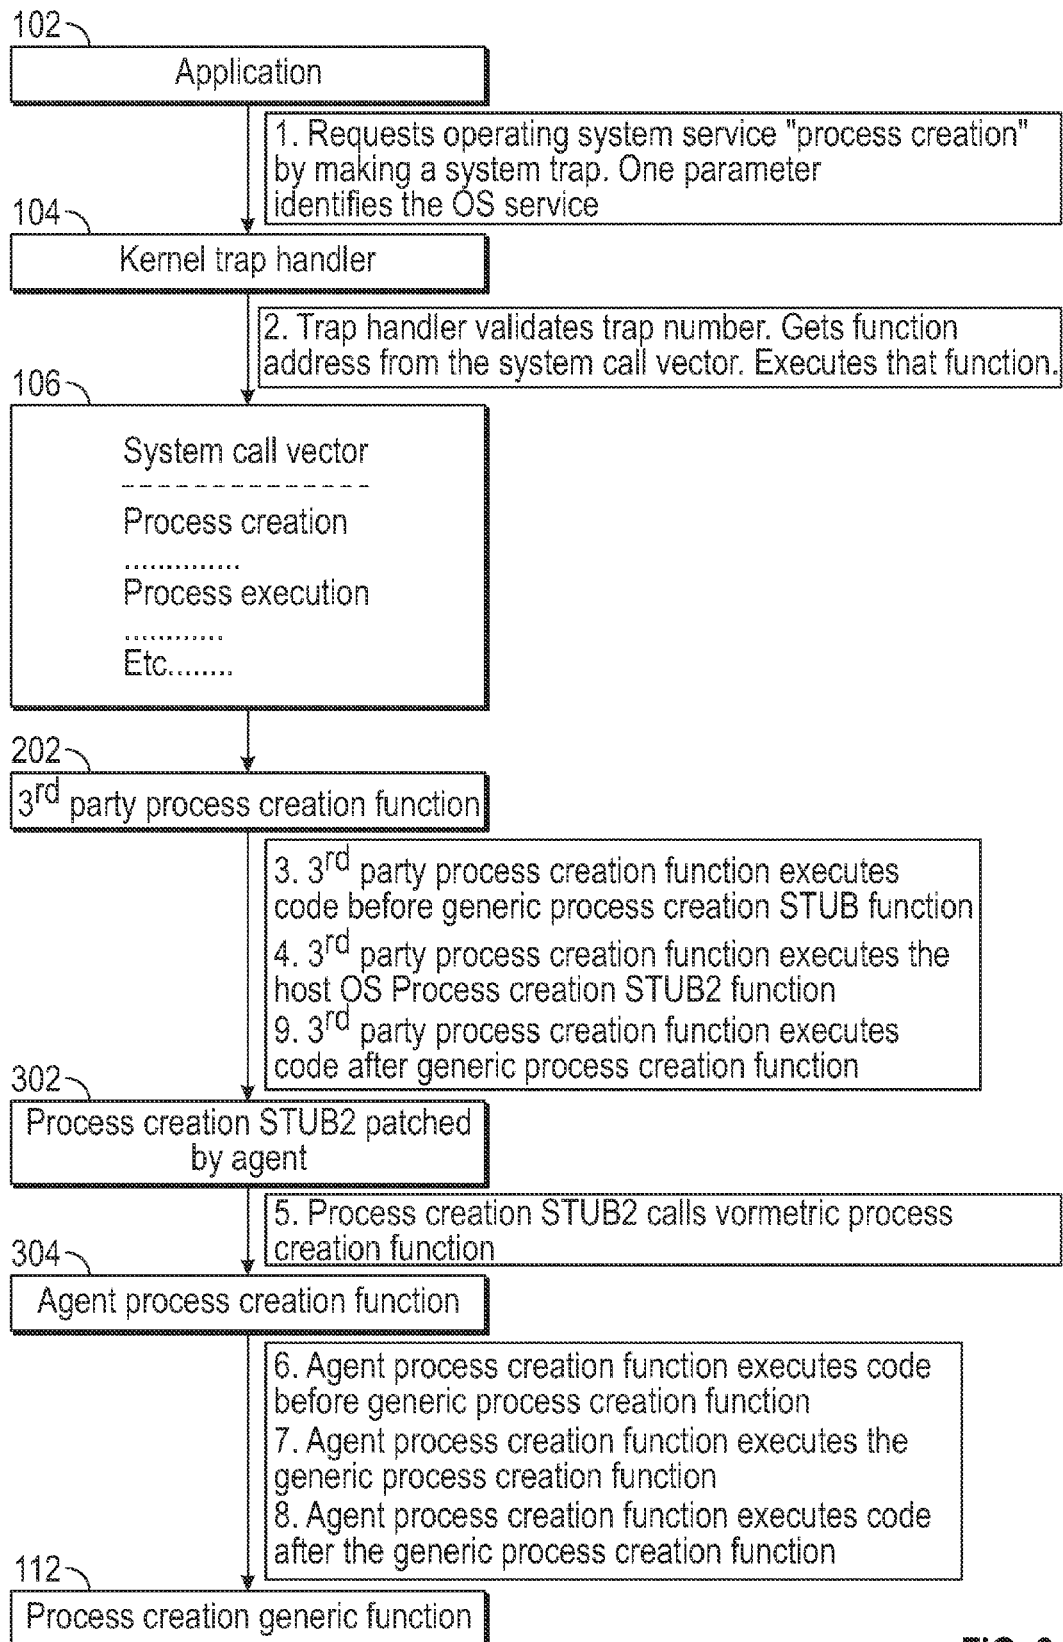 102
Application
1. Requests operating system service "process creation"
by making a system trap. One parameter
identifies the OS service
104
Kernel trap handler
2. Trap handler validates trap number. Gets function
address from the system call vector. Executes that function.
106
System call vector
Process creation
..............
Process execution
............
Etc........
202
3rd party process creation function
3. 3rd party process creation function executes
code before generic process creation STUB function
4. 3rd party process creation function executes the
host OS Process creation STUB2 function
9. 3rd party process creation function executes
code after generic process creation function
302
Process creation STUB2 patched
by agent
5. Process creation STUB2 calls vormetric process
creation function
304
Agent process creation function
6. Agent process creation function executes code
before generic process creation function
7. Agent process creation function executes the
generic process creation function
8. Agent process creation function executes code
after the generic process creation function
112
Process creation generic function